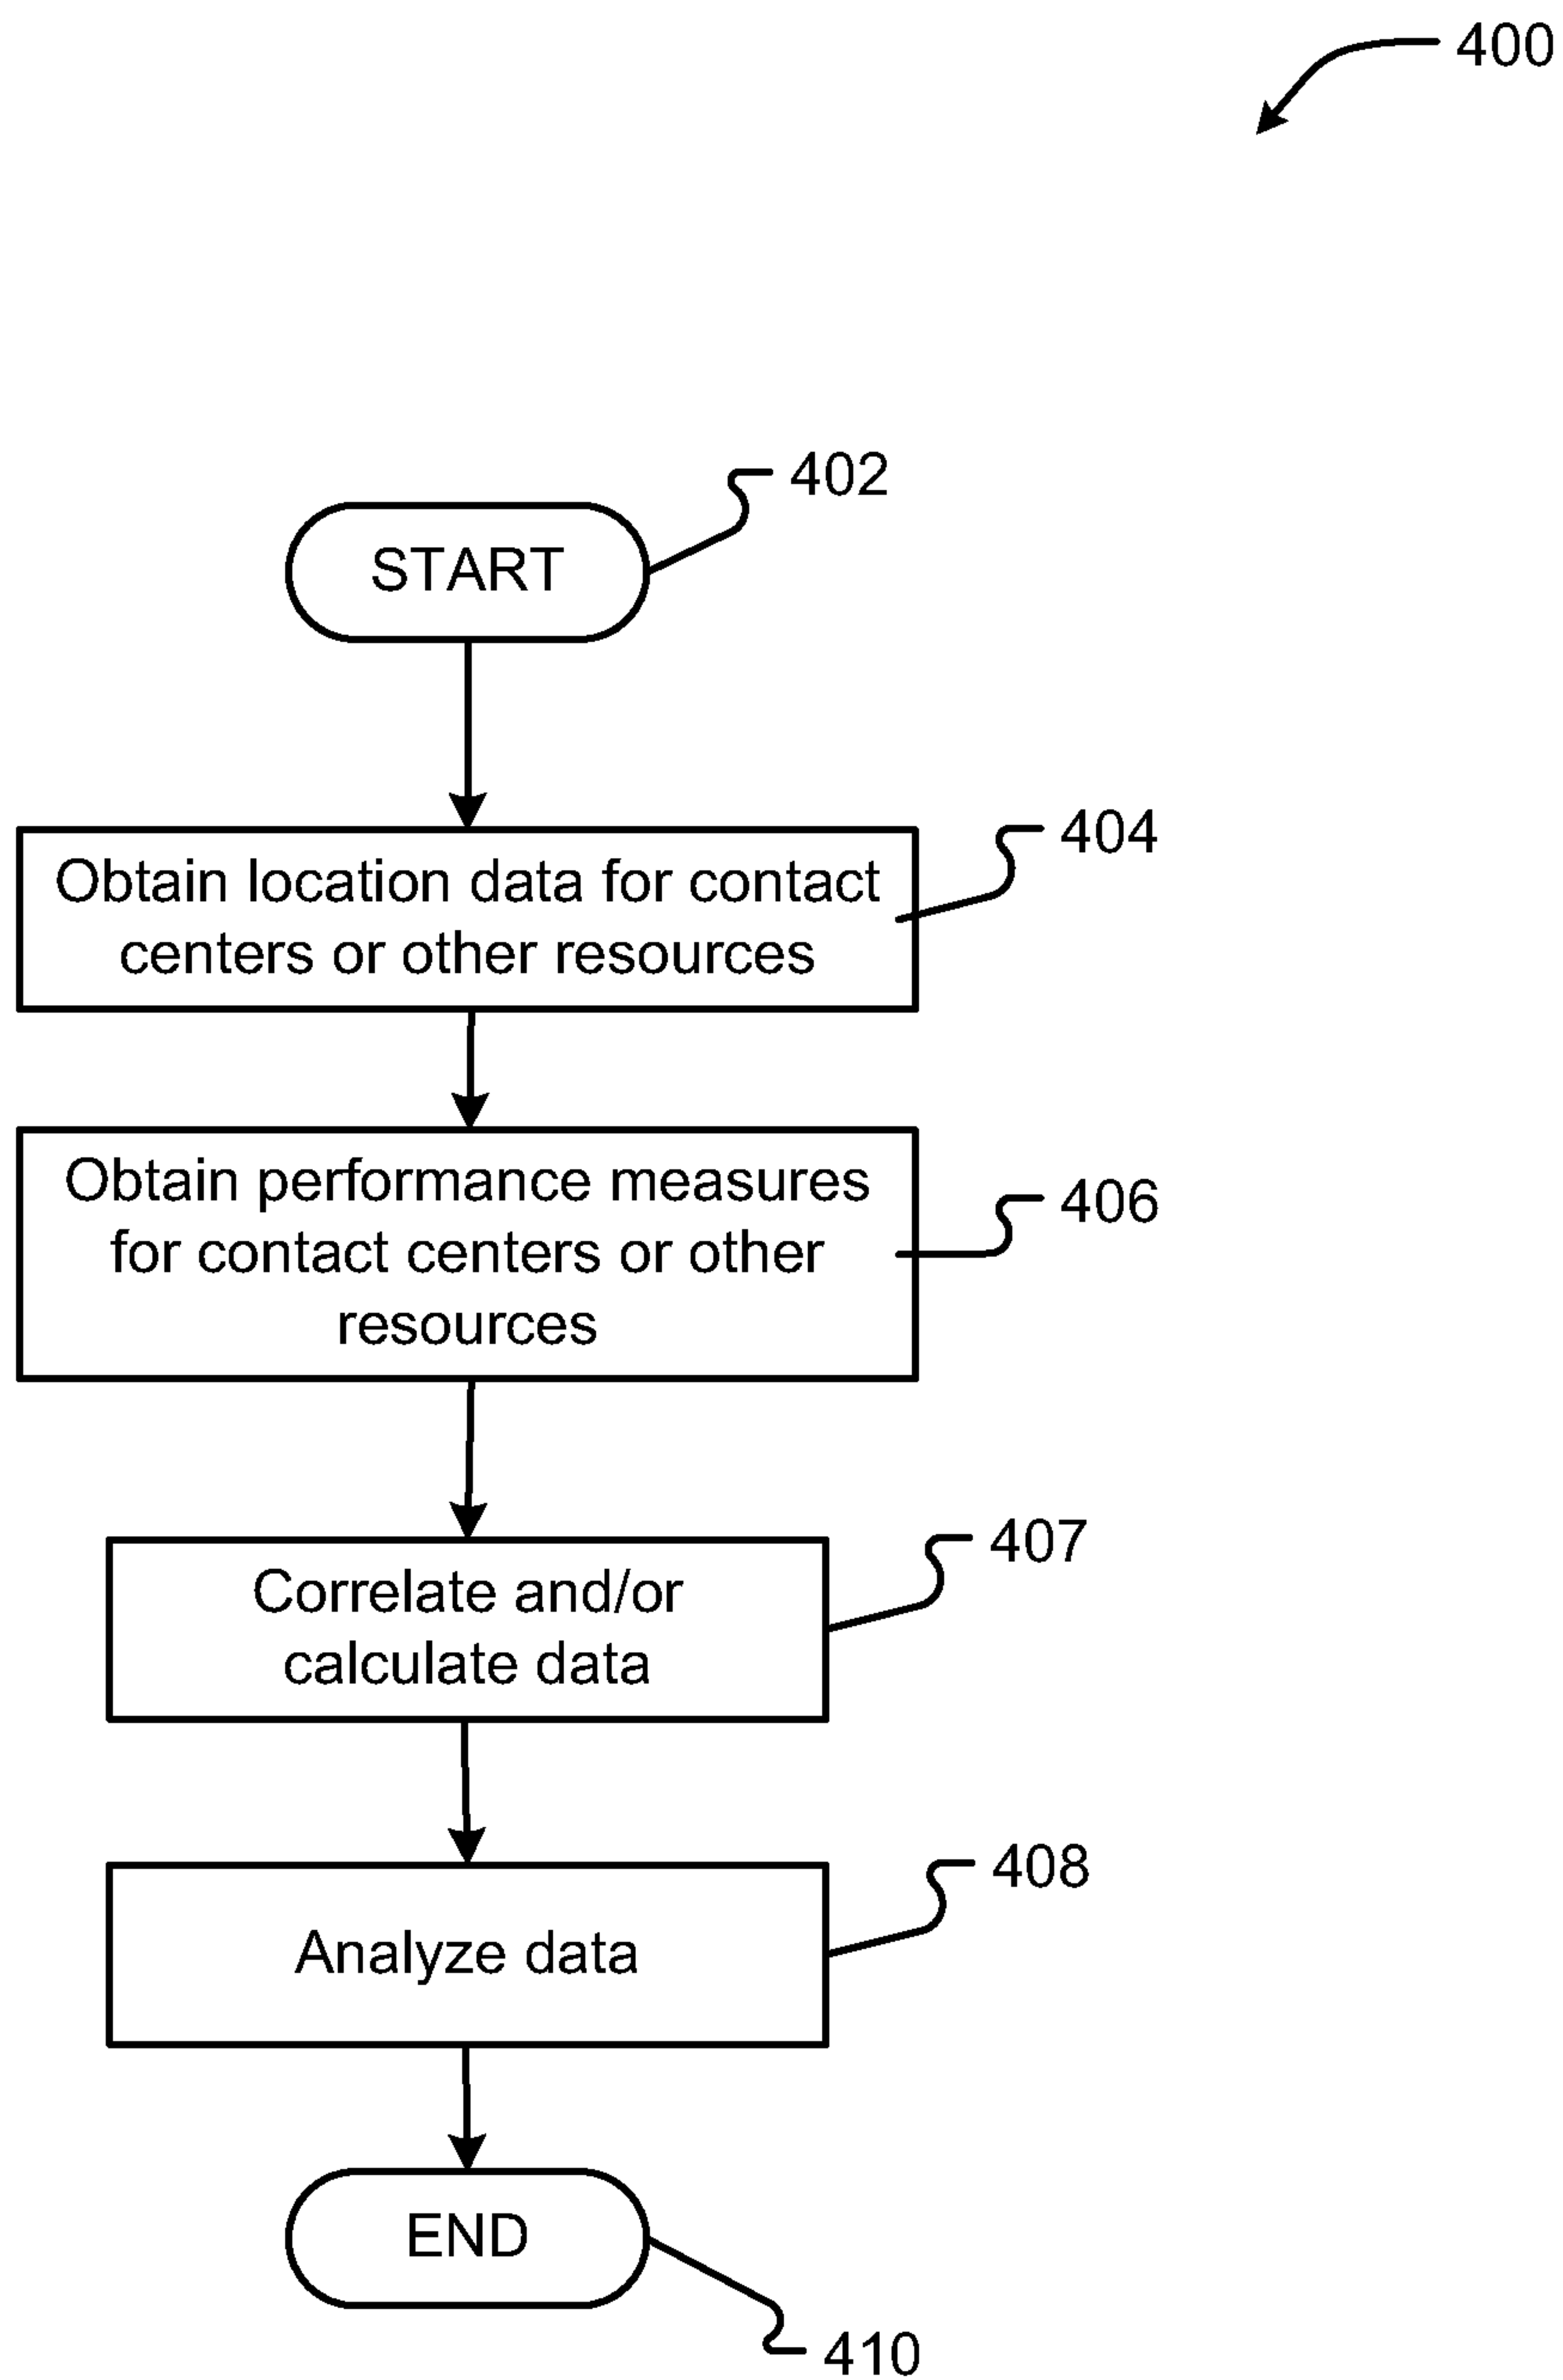 400
402
START
404
Obtain location data for contact
centers or other resources
406
Obtain performance measures
for contact centers or other
resources
407
Correlate and/or
calculate data
408
Analyze data
END
410